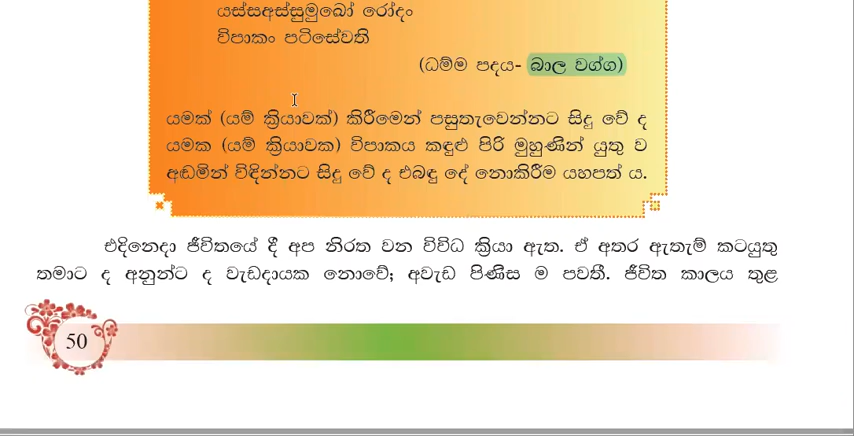 යස්සඅස්සුමුඛෝ රෝදං
විපාකං පටිසේවති
(ධම්ම පදය- බාල වග්ග)
යමක් (යම් ක්‍රියාවක්) කිරීමෙන් පසුතැවෙන්නට සිදු වේ ද
යමක (යම් ක්‍රියාවක) විපාකය කඳුළු පිරි මුහුණින් යුතු ව
අඬමින් විඳින්නට සිදු වේ ද එබඳු දේ නොකිරීම යහපත් ය.
එදිනෙදා ජීවිතයේ දී අප නිරත වන විවිධ ක්‍රියා ඇත. ඒ අතර ඇතැම් කටයුතු
තමාට ද අනුන්ට ද වැඩදායක නොවේ; අවැඩ පිණිස ම පවතී. ජීවිත කාලය තුළ
50